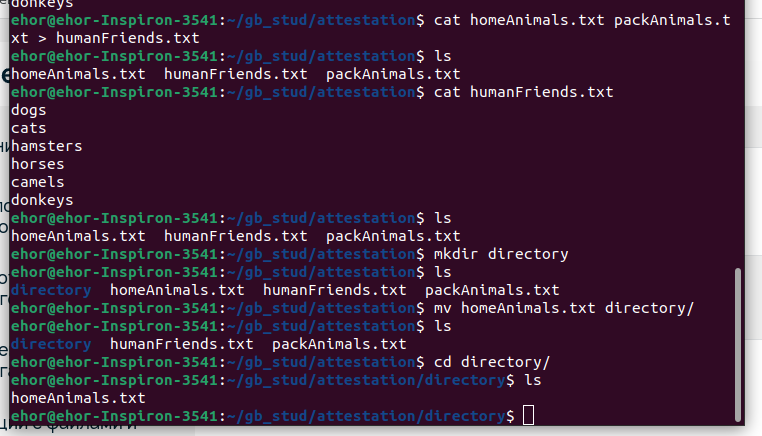 donkeys
ehor@ehor-Inspiron-3541:~/gb_stud/attestation$ cat homeAnimals.txt packAnimals.t
xt > humanFriends.txt
ehor@ehor-Inspiron-3541:~/gb_stud/attestation$ ls
homeAnimals.txt  humanFriends.txt  packAnimals.txt
ehor@ehor-Inspiron-3541:~/gb_stud/attestation$ cat humanFriends.txt
dogs
cats
hamsters
horses
camels
donkeys
ehor@ehor-Inspiron-3541:~/gb_stud/attestation$ ls
homeAnimals.txt  humanFriends.txt  packAnimals.txt
ehor@ehor-Inspiron-3541:~/gb_stud/attestation$ mkdir directory
ehor@ehor-Inspiron-3541:~/gb_stud/attestation$ ls
directory  homeAnimals.txt  humanFriends.txt  packAnimals.txt
ehor@ehor-Inspiron-3541:~/gb_stud/attestation$ mv homeAnimals.txt directory/
ehor@ehor-Inspiron-3541:~/gb_stud/attestation$ ls
directory  humanFriends.txt  packAnimals.txt
ehor@ehor-Inspiron-3541:~/gb_stud/attestation$ cd directory/
ehor@ehor-Inspiron-3541:~/gb_stud/attestation/directory$ ls
homeAnimals.txt
ehor@ehor-Inspiron-3541:~/gb_stud/attestation/directory$